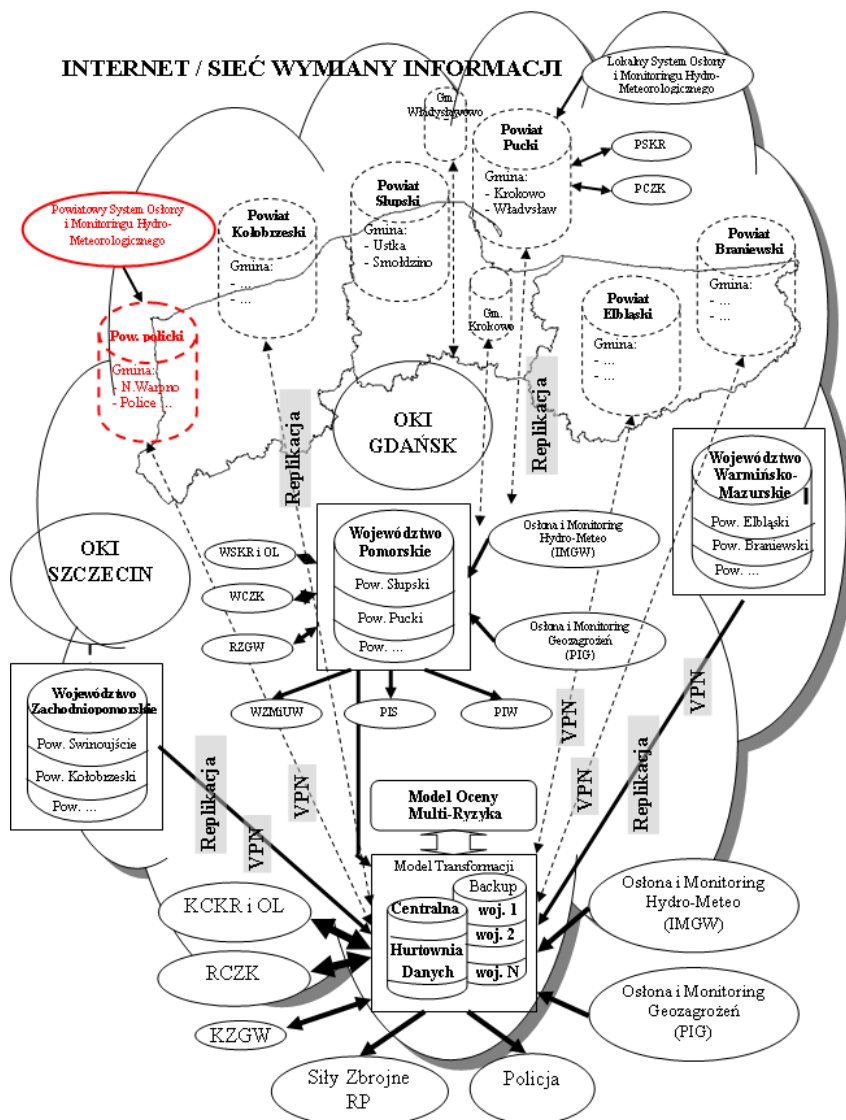 INTERNET / SIEĆ WYMIANY INFORMACJI
Lokalny System Osłony
i Monitoringu Hydro-
Meteorologicznego
Gm.
Władysławowo
Powiat
Pucki
Gmina:
- Krokowo
- Władysław
PSKR
PCZK
Powiat
Słupski
Gmina:
- Ustka
- Smołdzino
Powiatowy System Osłony
i Monitoringu Hydro-
Meteorologicznego
Powiat
Kołobrzeski
Gmina:
- ...
- ...
Powiat
Braniewski
Gmina:
- ...
- ...
Gm.
Krokowo
Powiat
Elbląski
Gmina:
- ...
- ...
Pow. policki
Gmina:
- N.Warpno
- Police ...
Replikacja
OKI
GDAŃSK
Replikacja
Województwo
Warmińsko-
Mazurskie
Pow. Elbląski
Pow. Braniewski
Pow. ...
OKI
SZCZECIN
WSKR i OL
WCZK
RZGW
Województwo
Pomorskie
Pow. Słupski
Pow. Pucki
Pow. ...
Osłona i Monitoring
Hydro-Meteo
(IMGW)
Osłona i Monitoring
Geozagrożeń
(PIG)
WZMiUW
PIS
PIW
Województwo
Zachodniopomorskie
Pow. Swinoujście
Pow. Kołobrzeski
Pow. ...
Replikacja
VPN
VPN
VPN
VPN
Replikacja
VPN
Model Oceny
Multi-Ryzyka
Model Transformacji
Backup
woj. 1
woj. 2
woj. N
Centralna
Hurtownia
Danych
KCKR i OL
RCZK
KZGW
Osłona i Monitoring
Hydro-Meteo
(IMGW)
Osłona i Monitoring
Geozagrożeń
(PIG)
Siły Zbrojne
RP
Policja